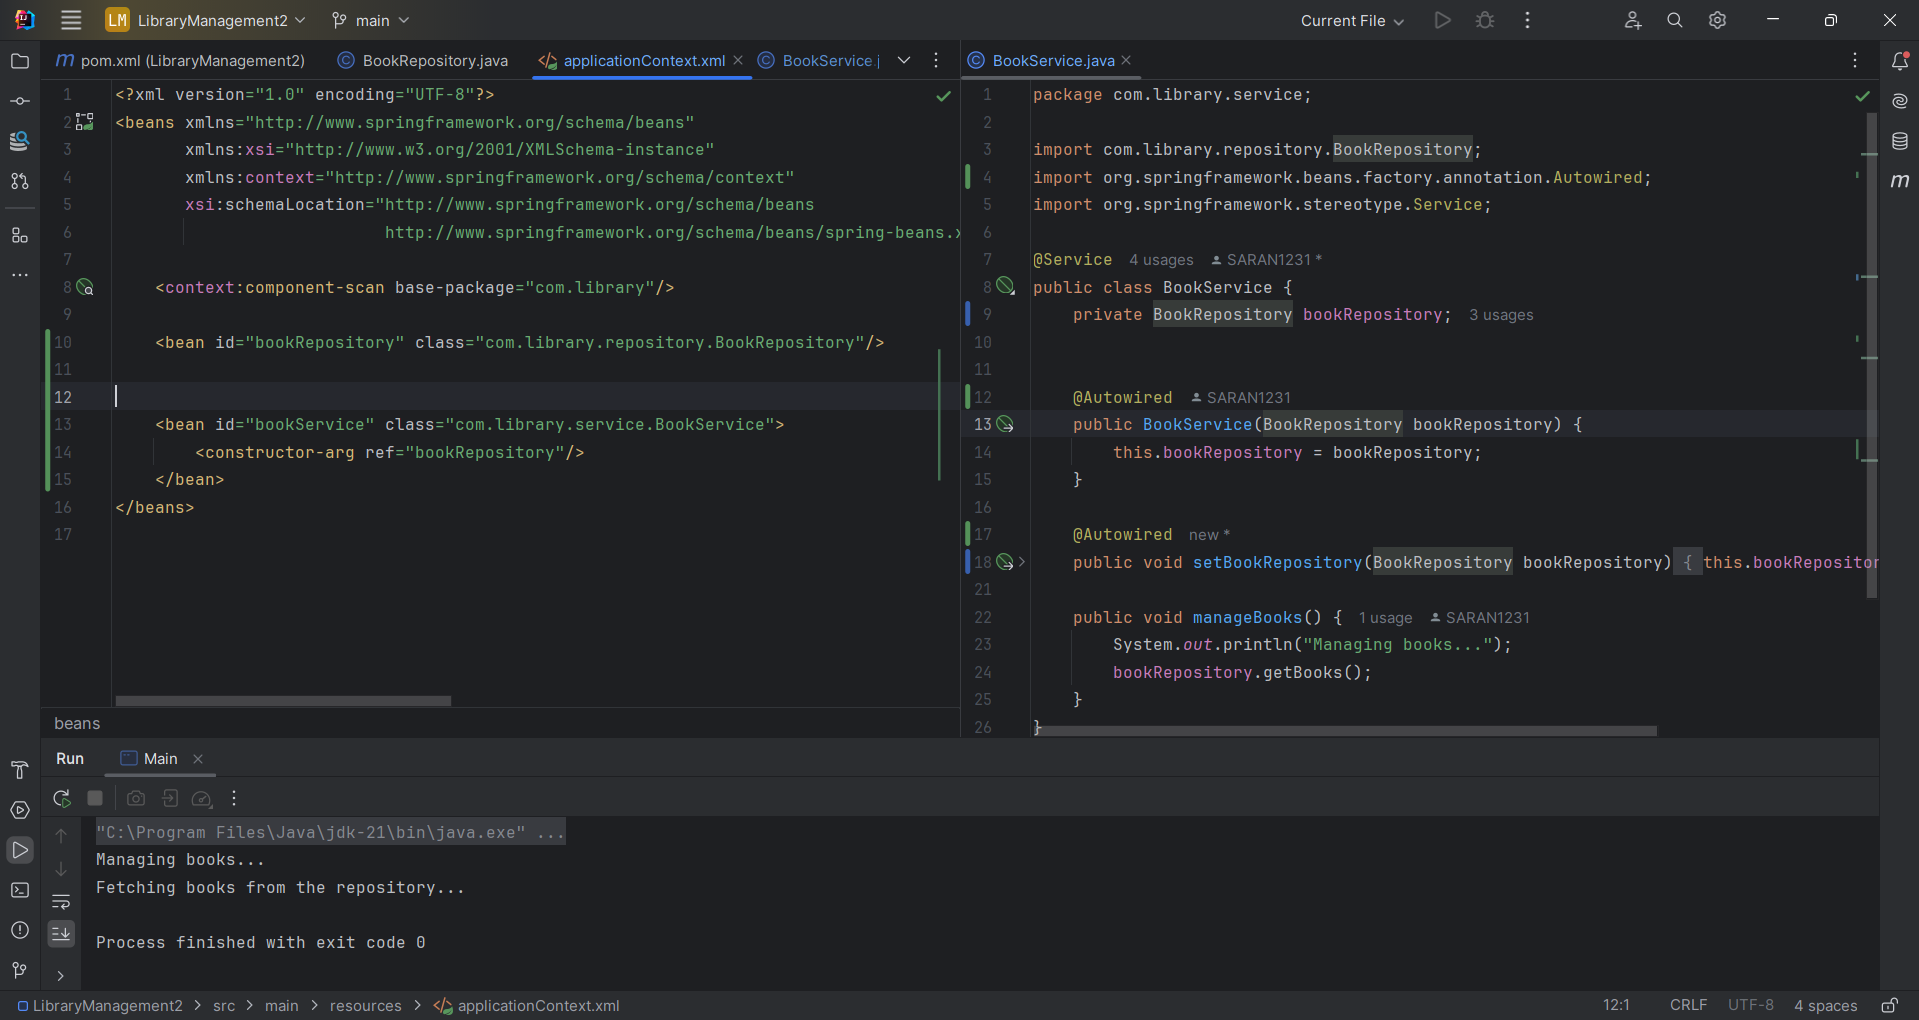 LM LibraryManagement2 main Current File
pom.xml (LibraryManagement2) BookRepository.java applicationContext.xml BookService.j
1 <?xml version="1.0" encoding="UTF-8"?>
2 <beans xmlns="http://www.springframework.org/schema/beans"
3 xmlns:xsi="http://www.w3.org/2001/XMLSchema-instance"
4 xmlns:context="http://www.springframework.org/schema/context"
5 xsi:schemaLocation="http://www.springframework.org/schema/beans
6 http://www.springframework.org/schema/beans/spring-beans.x
7
8 <context:component-scan base-package="com.library"/>
9
10 <bean id="bookRepository" class="com.library.repository.BookRepository"/>
11
12
13 <bean id="bookService" class="com.library.service.BookService">
14 <constructor-arg ref="bookRepository"/>
15 </bean>
16 </beans>
17
beans
BookService.java
1 package com.library.service;
2
3 import com.library.repository.BookRepository;
4 import org.springframework.beans.factory.annotation.Autowired;
5 import org.springframework.stereotype.Service;
6
7 @Service 4 usages SARAN1231 *
8 public class BookService {
9 private BookRepository bookRepository; 3 usages
10
11
12 @Autowired SARAN1231
13 public BookService(BookRepository bookRepository) {
14 this.bookRepository = bookRepository;
15 }
16
17 @Autowired new *
18 public void setBookRepository(BookRepository bookRepository) { this.bookRepositor
21
22 public void manageBooks() { 1 usage SARAN1231
23 System.out.println("Managing books...");
24 bookRepository.getBooks();
25 }
26 }
Run Main
"C:\Program Files\Java\jdk-21\bin\java.exe" ...
Managing books...
Fetching books from the repository...
Process finished with exit code 0
LibraryManagement2 > src > main > resources > applicationContext.xml 12:1 CRLF UTF-8 4 spaces